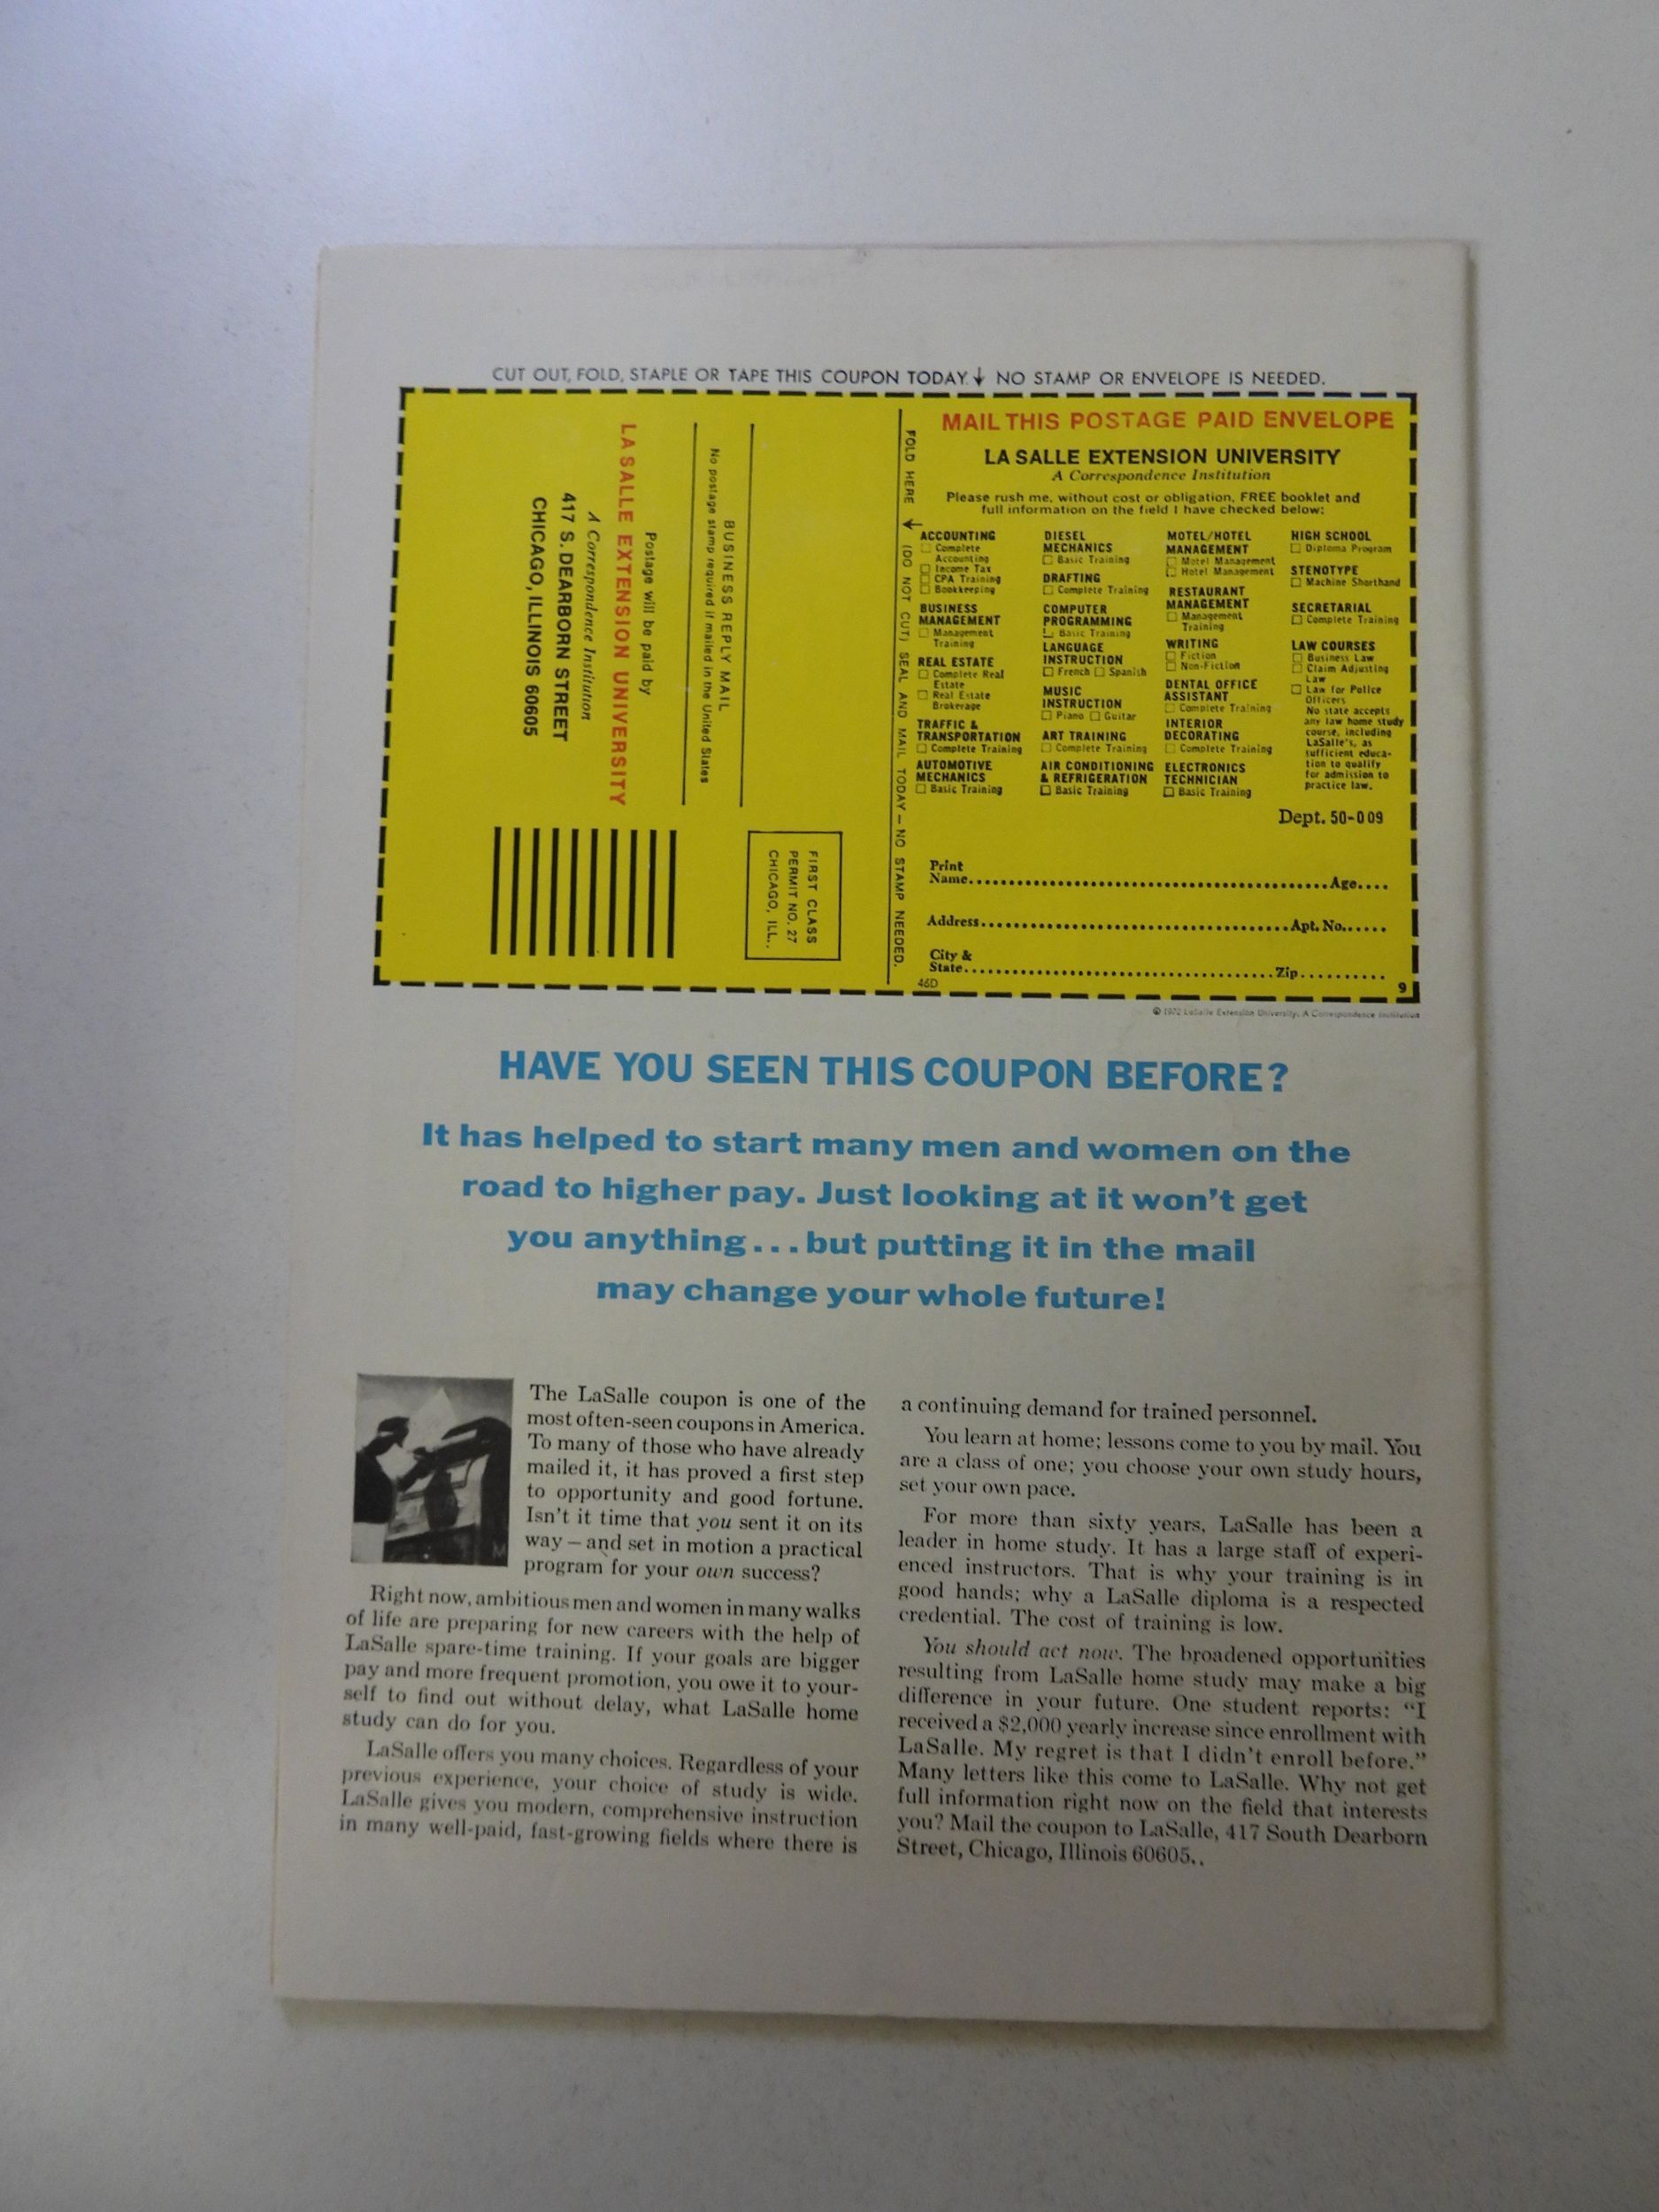 CUT OUT, FOLD, STAPLE OR TAPE THIS COUPON TODAY. ↓ NO STAMP OR ENVELOPE IS NEEDED.
BUSINESS REPLY MAIL
No postage stamp required if mailed in the United States
Postage will be paid by
LA SALLE EXTENSION UNIVERSITY
A Correspondence Institution
417 S. DEARBORN STREET
CHICAGO, ILLINOIS 60605
FIRST CLASS
PERMIT NO. 27
CHICAGO, ILL..
FOLD HERE → (DO NOT CUT) SEAL AND MAIL TODAY — NO STAMP NEEDED.
MAIL THIS POSTAGE PAID ENVELOPE
LA SALLE EXTENSION UNIVERSITY
A Correspondence Institution
Please rush me, without cost or obligation, FREE booklet and
full information on the field I have checked below:
ACCOUNTING
☐ Complete
Accounting
☐ Income Tax
☐ CPA Training
☐ Bookkeeping
BUSINESS
MANAGEMENT
☐ Management
Training
REAL ESTATE
☐ Complete Real
Estate
☐ Real Estate
Brokerage
TRAFFIC &
TRANSPORTATION
☐ Complete Training
AUTOMOTIVE
MECHANICS
☐ Basic Training
DIESEL
MECHANICS
☐ Basic Training
DRAFTING
☐ Complete Training
COMPUTER
PROGRAMMING
☐ Basic Training
LANGUAGE
INSTRUCTION
☐ French ☐ Spanish
MUSIC
INSTRUCTION
☐ Piano ☐ Guitar
ART TRAINING
☐ Complete Training
AIR CONDITIONING
& REFRIGERATION
☐ Basic Training
MOTEL/HOTEL
MANAGEMENT
☐ Motel Management
☐ Hotel Management
RESTAURANT
MANAGEMENT
☐ Management
Training
WRITING
☐ Fiction
☐ Non-Fiction
DENTAL OFFICE
ASSISTANT
☐ Complete Training
INTERIOR
DECORATING
☐ Complete Training
ELECTRONICS
TECHNICIAN
☐ Basic Training
HIGH SCHOOL
☐ Diploma Program
STENOTYPE
☐ Machine Shorthand
SECRETARIAL
☐ Complete Training
LAW COURSES
☐ Business Law
☐ Claim Adjusting
Law
☐ Law for Police
Officers
No state accepts
any law home study
course, including
LaSalle's, as
sufficient educa-
tion to qualify
for admission to
practice law.
Dept. 50-009
Print
Name........................................Age....
Address........................................Apt. No......
City &
State........................................Zip..........
46D
9
© 1972 LaSalle Extension University, A Correspondence Institution
HAVE YOU SEEN THIS COUPON BEFORE?
It has helped to start many men and women on the
road to higher pay. Just looking at it won't get
you anything...but putting it in the mail
may change your whole future!
The LaSalle coupon is one of the
most often-seen coupons in America.
To many of those who have already
mailed it, it has proved a first step
to opportunity and good fortune.
Isn't it time that you sent it on its
way — and set in motion a practical
program for your own success?
Right now, ambitious men and women in many walks
of life are preparing for new careers with the help of
LaSalle spare-time training. If your goals are bigger
pay and more frequent promotion, you owe it to your-
self to find out without delay, what LaSalle home
study can do for you.
LaSalle offers you many choices. Regardless of your
previous experience, your choice of study is wide.
LaSalle gives you modern, comprehensive instruction
in many well-paid, fast-growing fields where there is
a continuing demand for trained personnel.
You learn at home; lessons come to you by mail. You
are a class of one; you choose your own study hours,
set your own pace.
For more than sixty years, LaSalle has been a
leader in home study. It has a large staff of experi-
enced instructors. That is why your training is in
good hands; why a LaSalle diploma is a respected
credential. The cost of training is low.
You should act now. The broadened opportunities
resulting from LaSalle home study may make a big
difference in your future. One student reports: "I
received a $2,000 yearly increase since enrollment with
LaSalle. My regret is that I didn't enroll before."
Many letters like this come to LaSalle. Why not get
full information right now on the field that interests
you? Mail the coupon to LaSalle, 417 South Dearborn
Street, Chicago, Illinois 60605..